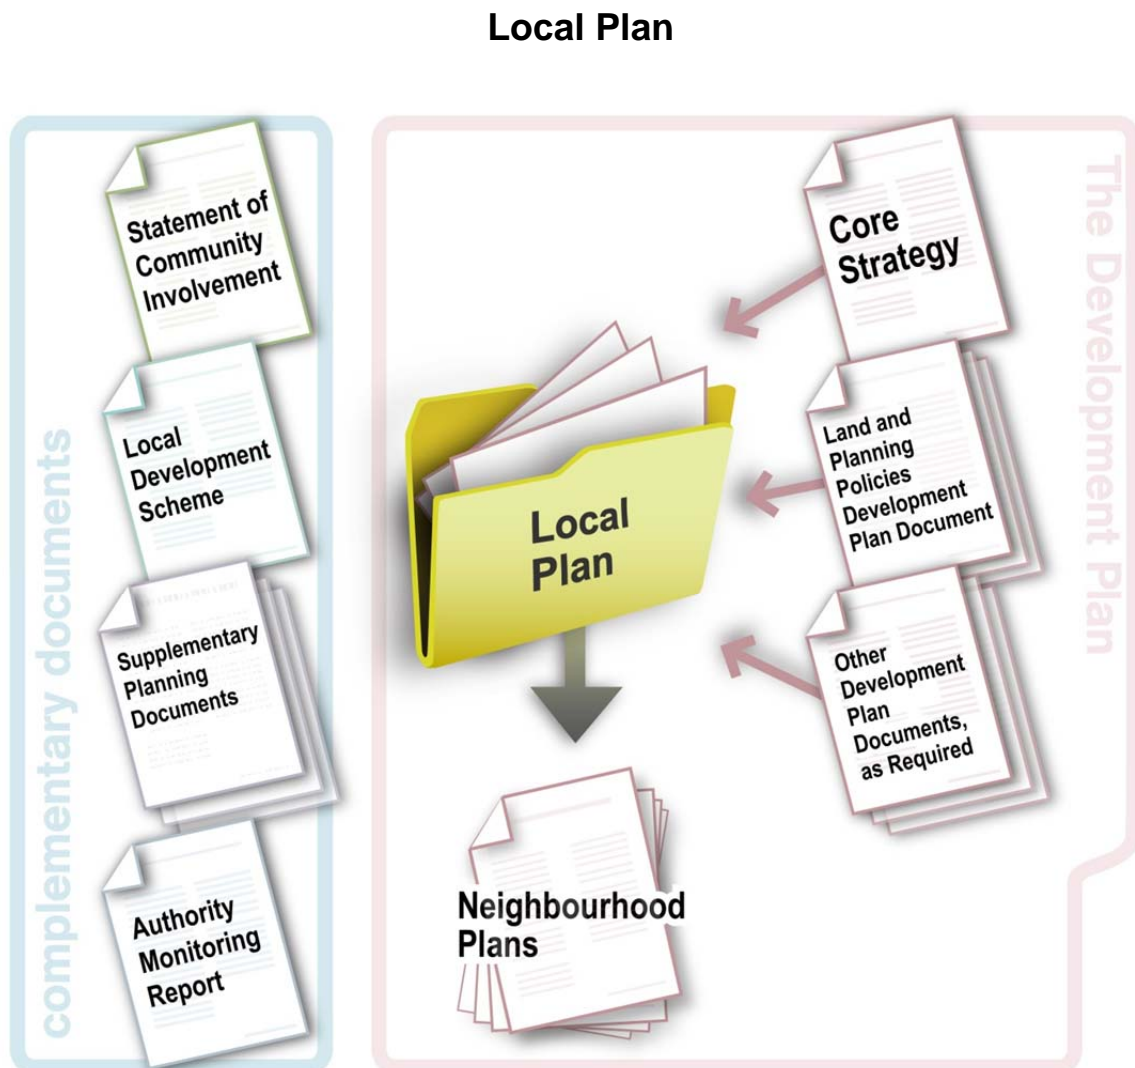 Local Plan
complementary documents
Statement of
Community
Involvement
Local
Development
Scheme
Supplementary
Planning
Documents
Authority
Monitoring
Report
The Development Plan
Local
Plan
Core
Strategy
Land and
Planning
Policies
Development
Plan Document
Other
Development
Plan
Documents,
as Required
Neighbourhood
Plans